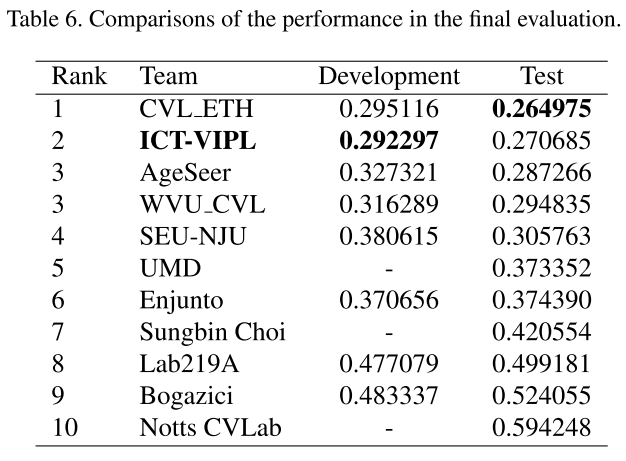 Table 6. Comparisons of the performance in the final evaluation.
Rank Team Development Test
1 CVL_ETH 0.295116 0.264975
2 ICT-VIPL 0.292297 0.270685
3 AgeSeer 0.327321 0.287266
3 WVU_CVL 0.316289 0.294835
4 SEU-NJU 0.380615 0.305763
5 UMD - 0.373352
6 Enjunto 0.370656 0.374390
7 Sungbin Choi - 0.420554
8 Lab219A 0.477079 0.499181
9 Bogazici 0.483337 0.524055
10 Notts CVLab - 0.594248